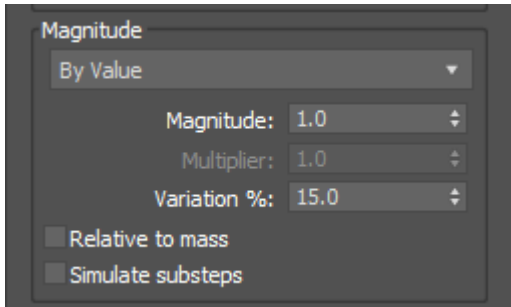 Magnitude
By Value
Magnitude: 1.0
Multiplier: 1.0
Variation %: 15.0
Relative to mass
Simulate substeps